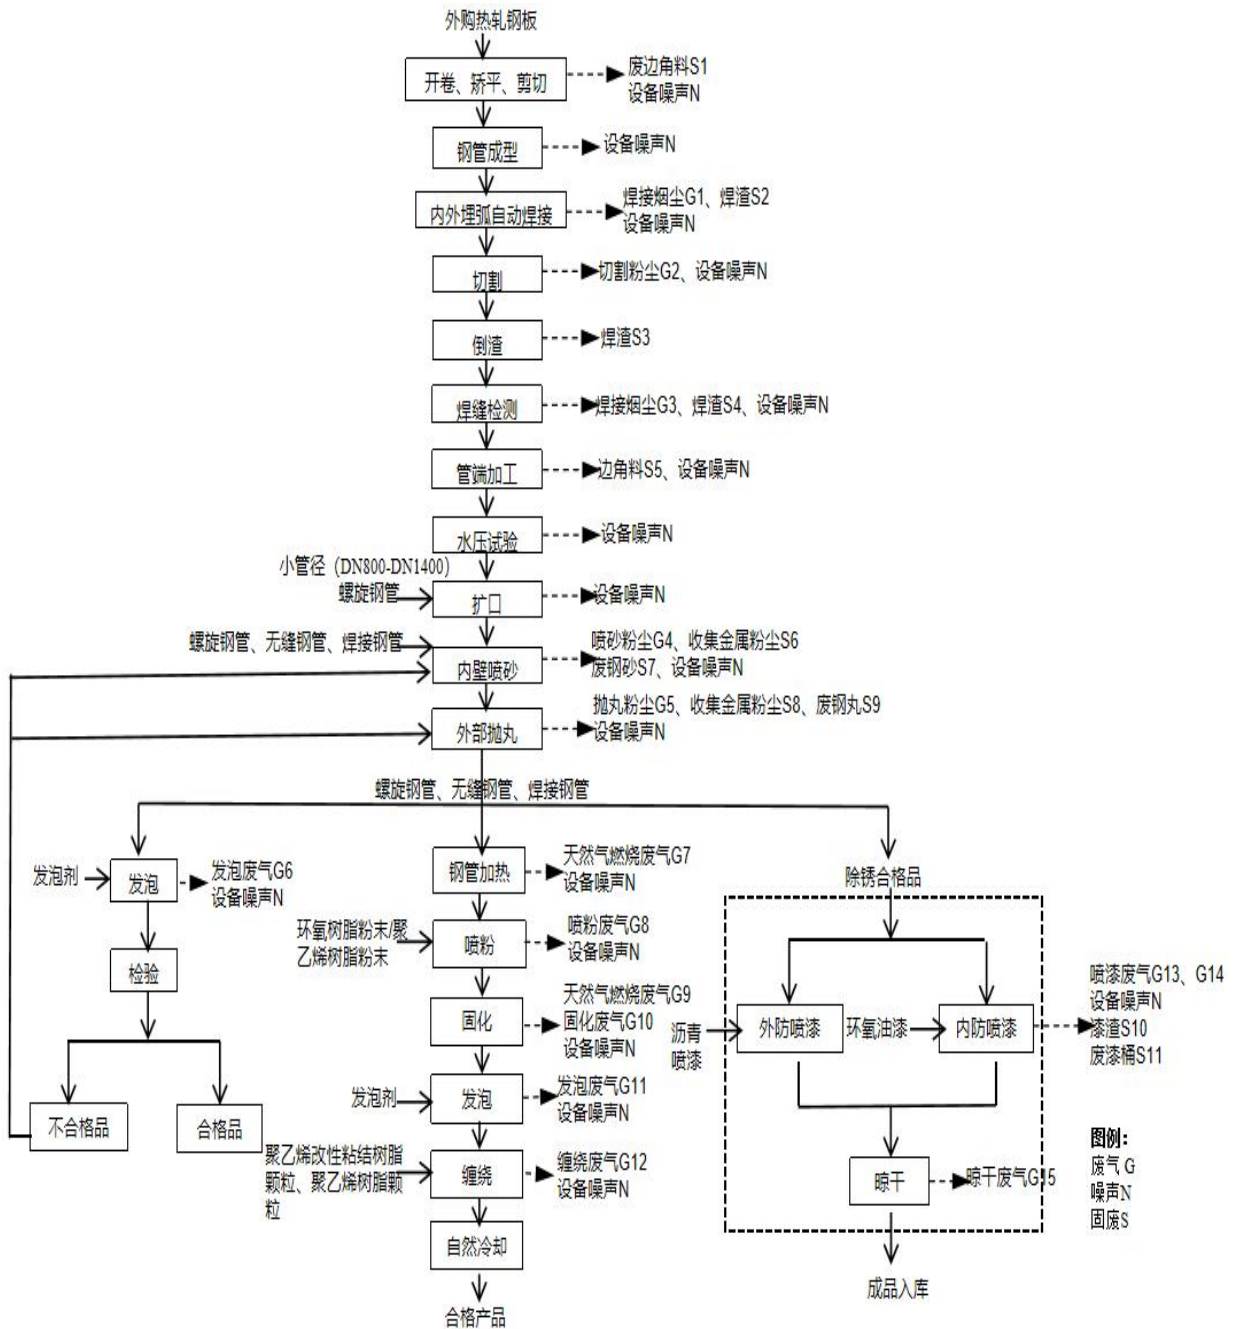 外购热轧钢板
开卷、矫平、剪切
废边角料S1
设备噪声N
钢管成型
设备噪声N
内外埋弧自动焊接
焊接烟尘G1、焊渣S2
设备噪声N
切割
切割粉尘G2、设备噪声N
倒渣
焊渣S3
焊缝检测
焊接烟尘G3、焊渣S4、设备噪声N
管端加工
边角料S5、设备噪声N
水压试验
设备噪声N
小管径（DN800-DN1400）
螺旋钢管
扩口
设备噪声N
螺旋钢管、无缝钢管、焊接钢管
内壁喷砂
喷砂粉尘G4、收集金属粉尘S6
废钢砂S7、设备噪声N
外部抛丸
抛丸粉尘G5、收集金属粉尘S8、废钢丸S9
设备噪声N
螺旋钢管、无缝钢管、焊接钢管
发泡剂
发泡
发泡废气G6
设备噪声N
检验
不合格品
合格品
钢管加热
天然气燃烧废气G7
设备噪声N
环氧树脂粉末/聚
乙烯树脂粉末
喷粉
喷粉废气G8
设备噪声N
固化
天然气燃烧废气G9
固化废气G10
设备噪声N
发泡剂
发泡
发泡废气G11
设备噪声N
聚乙烯改性粘结树脂
颗粒、聚乙烯树脂颗
粒
缠绕
缠绕废气G12
设备噪声N
自然冷却
合格产品
除锈合格品
沥青
喷漆
外防喷漆
环氧油漆
内防喷漆
喷漆废气G13、G14
设备噪声N
漆渣S10
废漆桶S11
晾干
晾干废气G15
成品入库
图例：
废气 G
噪声N
固废S